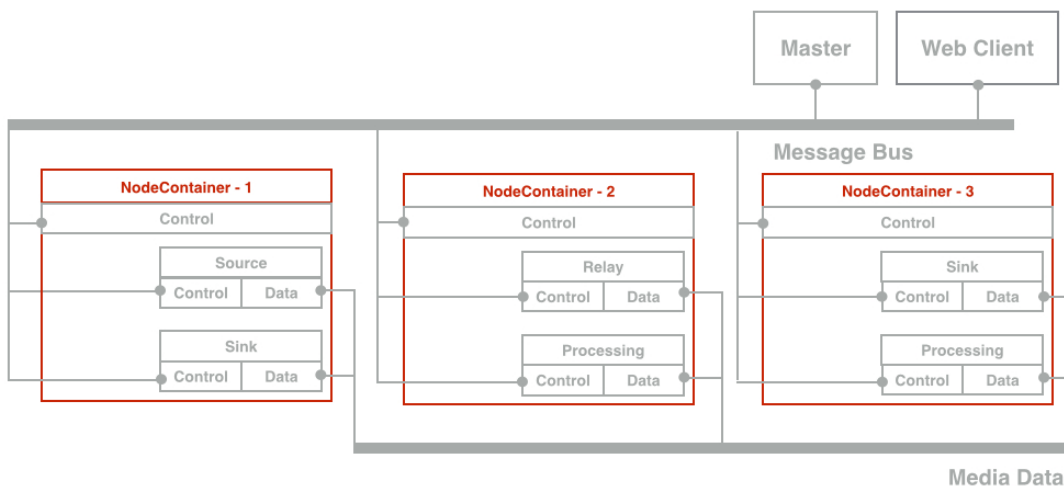 Master
Web Client
Message Bus
NodeContainer - 1
Control
Source
Control Data
Sink
Control Data
NodeContainer - 2
Control
Relay
Control Data
Processing
Control Data
NodeContainer - 3
Control
Sink
Control Data
Processing
Control Data
Media Data